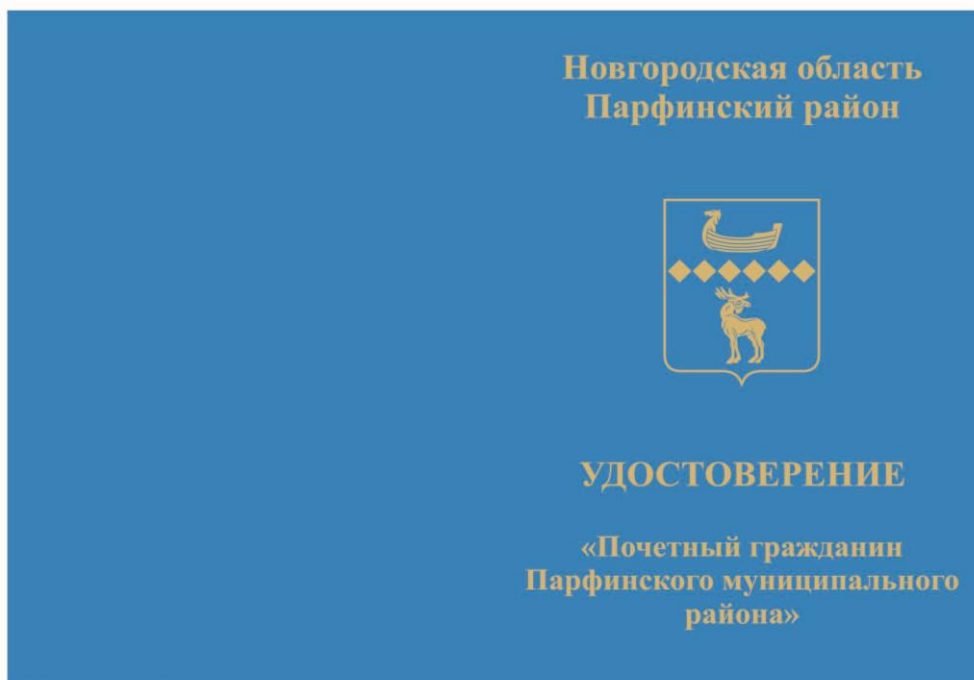 Новгородская область
Парфинский район
УДОСТОВЕРЕНИЕ
«Почетный гражданин
Парфинского муниципального
района»